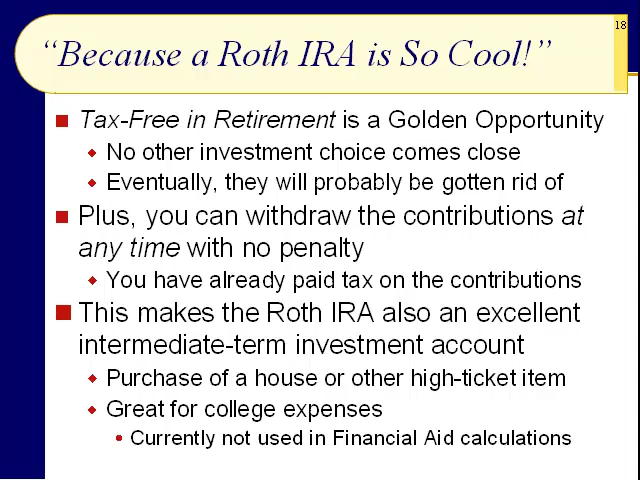 18
“Because a Roth IRA is So Cool!”
Tax-Free in Retirement is a Golden Opportunity
No other investment choice comes close
Eventually, they will probably be gotten rid of
Plus, you can withdraw the contributions at
any time with no penalty
You have already paid tax on the contributions
This makes the Roth IRA also an excellent
intermediate-term investment account
Purchase of a house or other high-ticket item
Great for college expenses
Currently not used in Financial Aid calculations